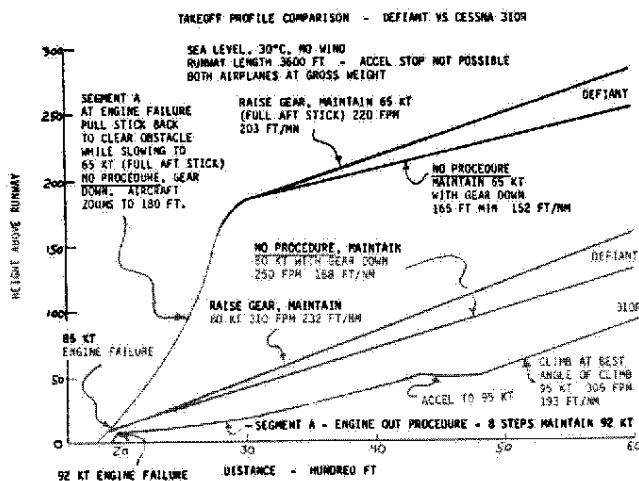 TAKEOFF PROFILE COMPARISON - DEFIANT VS CESSNA 310R
SEA LEVEL, 30°C, NO WIND
RUNWAY LENGTH 3600 FT - ACCEL STOP NOT POSSIBLE
BOTH AIRPLANES AT GROSS WEIGHT
300
250
200
150
100
50
0
HEIGHT ABOVE RUNWAY
SEGMENT A
AT ENGINE FAILURE
PULL STICK BACK
TO CLEAR OBSTACLE
WHILE SLOWING TO
65 KT (FULL AFT STICK)
NO PROCEDURE, GEAR
DOWN. AIRCRAFT
ZOOMS TO 180 FT.
RAISE GEAR, MAINTAIN 65 KT
(FULL AFT STICK) 220 FPM
203 FT/NM
DEFIANT
NO PROCEDURE
MAINTAIN 65 KT
WITH GEAR DOWN
165 FT MIN 152 FT/NM
NO PROCEDURE, MAINTAIN
80 KT WITH GEAR DOWN
250 FPM 188 FT/NM
DEFIANT
RAISE GEAR, MAINTAIN
80 KT 310 FPM 232 FT/NM
310R
85 KT
ENGINE FAILURE
CLIMB AT BEST
ANGLE OF CLIMB
95 KT 305 FPM
193 FT/NM
ACCEL TO 95 KT
SEGMENT A - ENGINE OUT PROCEDURE - 8 STEPS MAINTAIN 92 KT
20
30
40
50
60
92 KT ENGINE FAILURE
DISTANCE - HUNDRED FT